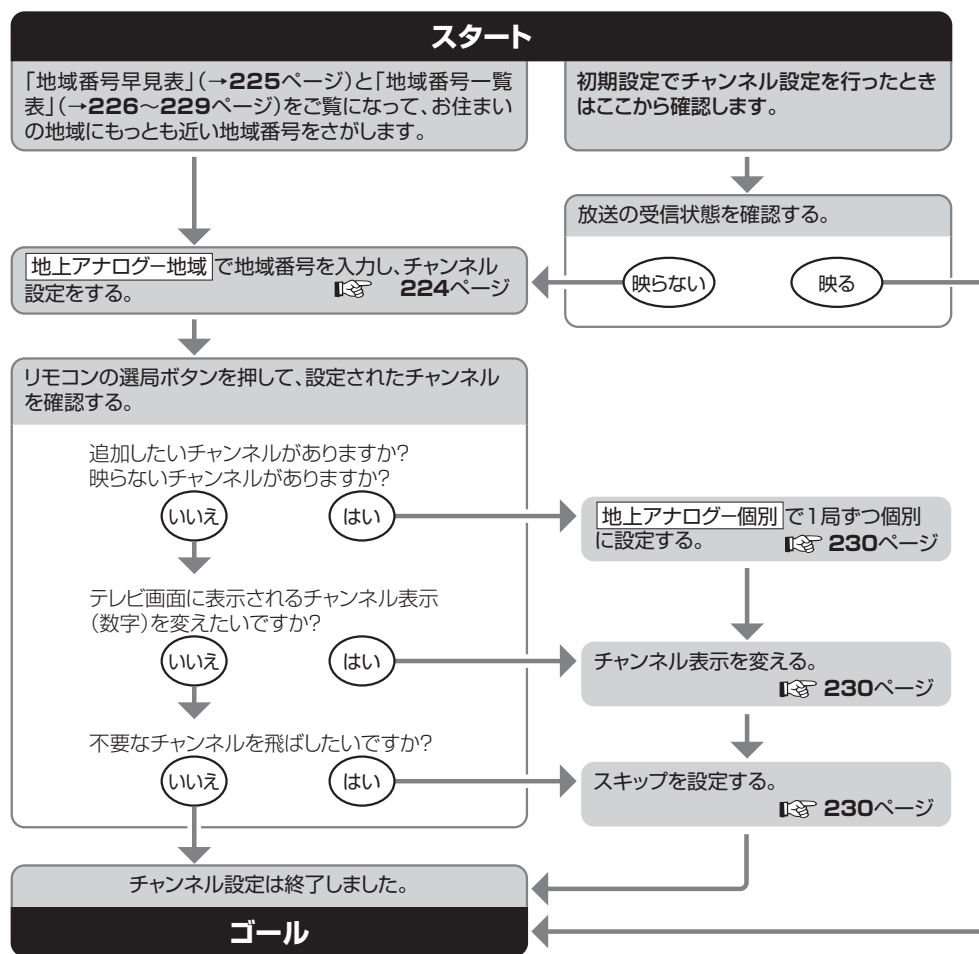 スタート
「地域番号早見表」(→225ページ)と「地域番号一覧
表」(→226～229ページ)をご覧になって、お住まい
の地域にもっとも近い地域番号をさがします。
初期設定でチャンネル設定を行ったとき
はここから確認します。
放送の受信状態を確認する。
映らない
映る
地上アナログー地域で地域番号を入力し、チャンネル
設定をする。 ☞ 224ページ
リモコンの選局ボタンを押して、設定されたチャンネル
を確認する。
追加したいチャンネルがありますか?
映らないチャンネルがありますか?
いいえ
はい
地上アナログー個別で1局ずつ個別
に設定する。 ☞ 230ページ
テレビ画面に表示されるチャンネル表示
(数字)を変えたいですか?
いいえ
はい
チャンネル表示を変える。
☞ 230ページ
不要なチャンネルを飛ばしたいですか?
いいえ
はい
スキップを設定する。
☞ 230ページ
チャンネル設定は終了しました。
ゴール